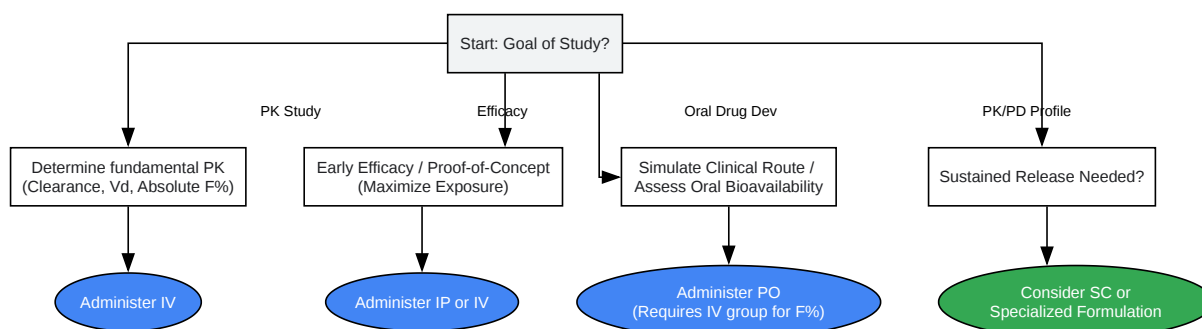 Start: Goal of Study?
PK Study
Efficacy
Oral Drug Dev
PK/PD Profile
Determine fundamental PK
(Clearance, Vd, Absolute F%)
Early Efficacy / Proof-of-Concept
(Maximize Exposure)
Simulate Clinical Route /
Assess Oral Bioavailability
Sustained Release Needed?
Administer IV
Administer IP or IV
Administer PO
(Requires IV group for F%)
Consider SC or
Specialized Formulation